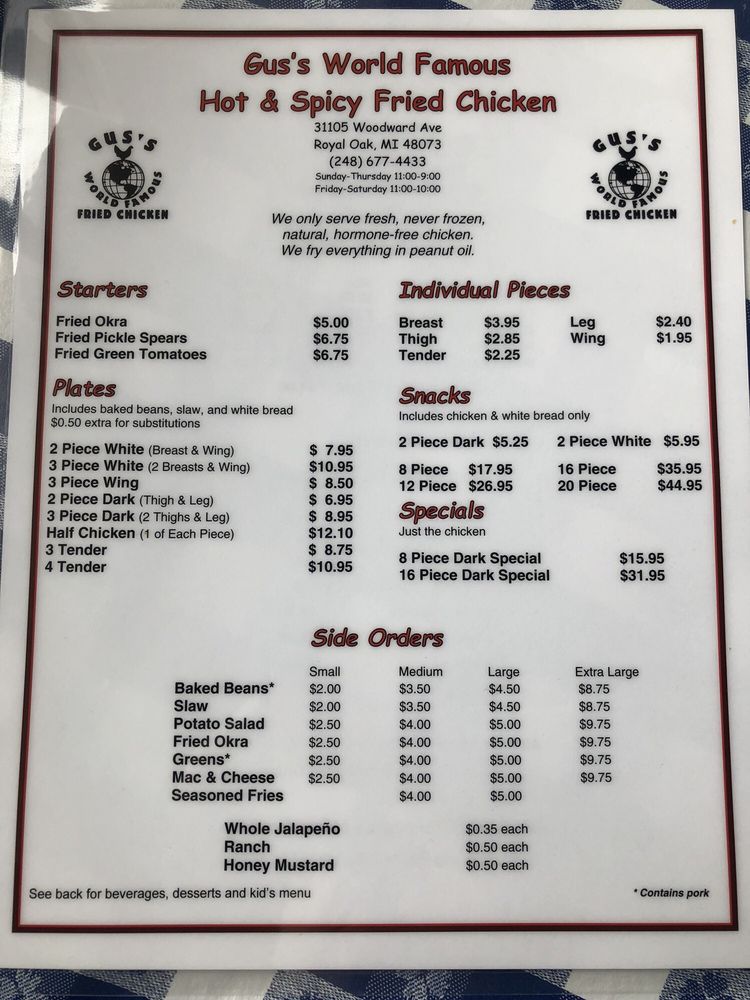 Gus's World Famous
Hot & Spicy Fried Chicken
31105 Woodward Ave
Royal Oak, MI 48073
(248) 677-4433
Sunday-Thursday 11:00-9:00
Friday-Saturday 11:00-10:00
GUS'S
WORLD FAMOUS
FRIED CHICKEN
GUS'S
WORLD FAMOUS
FRIED CHICKEN
We only serve fresh, never frozen,
natural, hormone-free chicken.
We fry everything in peanut oil.
Starters
Fried Okra $5.00
Fried Pickle Spears $6.75
Fried Green Tomatoes $6.75
Plates
Includes baked beans, slaw, and white bread
$0.50 extra for substitutions
2 Piece White (Breast & Wing) $ 7.95
3 Piece White (2 Breasts & Wing) $10.95
3 Piece Wing $ 8.50
2 Piece Dark (Thigh & Leg) $ 6.95
3 Piece Dark (2 Thighs & Leg) $ 8.95
Half Chicken (1 of Each Piece) $12.10
3 Tender $ 8.75
4 Tender $10.95
Individual Pieces
Breast $3.95 Leg $2.40
Thigh $2.85 Wing $1.95
Tender $2.25
Snacks
Includes chicken & white bread only
2 Piece Dark $5.25 2 Piece White $5.95
8 Piece $17.95 16 Piece $35.95
12 Piece $26.95 20 Piece $44.95
Specials
Just the chicken
8 Piece Dark Special $15.95
16 Piece Dark Special $31.95
Side Orders
Small Medium Large Extra Large
Baked Beans* $2.00 $3.50 $4.50 $8.75
Slaw $2.00 $3.50 $4.50 $8.75
Potato Salad $2.50 $4.00 $5.00 $9.75
Fried Okra $2.50 $4.00 $5.00 $9.75
Greens* $2.50 $4.00 $5.00 $9.75
Mac & Cheese $2.50 $4.00 $5.00 $9.75
Seasoned Fries $4.00 $5.00
Whole Jalapeño $0.35 each
Ranch $0.50 each
Honey Mustard $0.50 each
See back for beverages, desserts and kid's menu
* Contains pork